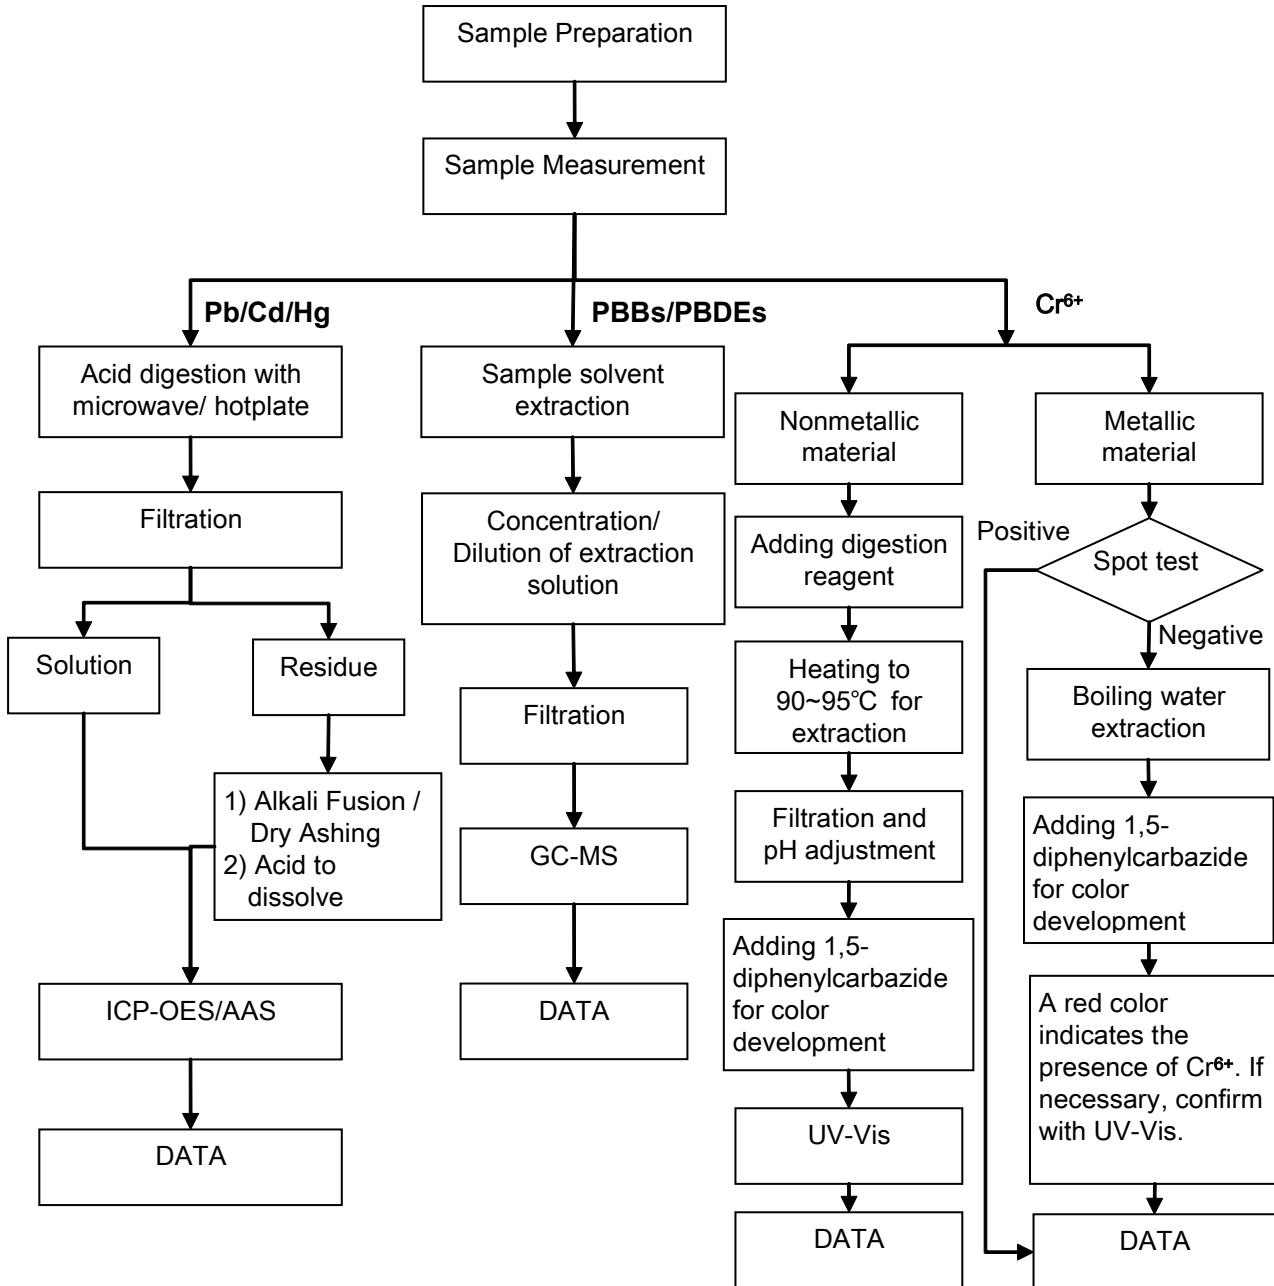 Sample Preparation
Sample Measurement
Pb/Cd/Hg
PBBs/PBDEs
Cr⁶⁺
Acid digestion with
microwave/ hotplate
Filtration
Solution
Residue
1) Alkali Fusion /
Dry Ashing
2) Acid to
dissolve
ICP-OES/AAS
DATA
Sample solvent
extraction
Concentration/
Dilution of extraction
solution
Filtration
GC-MS
DATA
Nonmetallic
material
Adding digestion
reagent
Heating to
90~95℃ for
extraction
Filtration and
pH adjustment
Adding 1,5-
diphenylcarbazide
for color
development
UV-Vis
DATA
Metallic
material
Positive
Spot test
Negative
Boiling water
extraction
Adding 1,5-
diphenylcarbazide
for color
development
A red color
indicates the
presence of Cr⁶⁺. If
necessary, confirm
with UV-Vis.
DATA